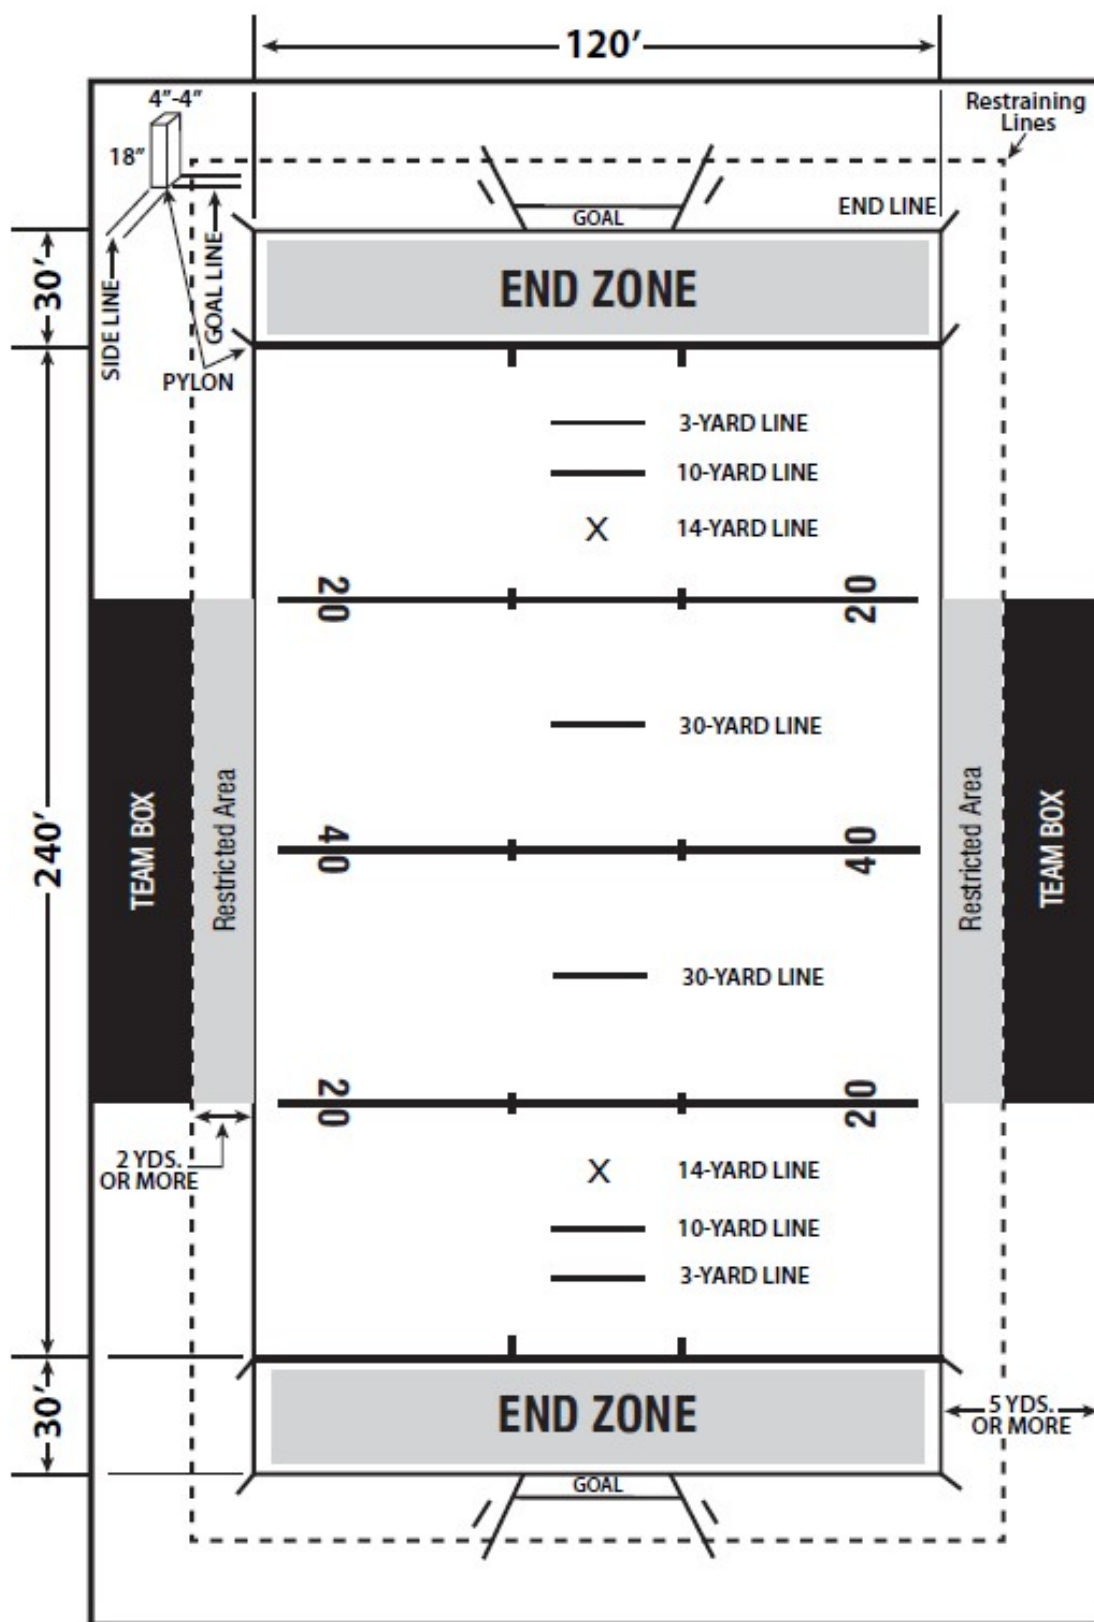 120′
4″-4″
Restraining
Lines
18″
GOAL
END LINE
30′
END ZONE
SIDE LINE
GOAL LINE
PYLON
3-YARD LINE
10-YARD LINE
X
14-YARD LINE
20
20
30-YARD LINE
240′
TEAM BOX
Restricted Area
40
40
Restricted Area
TEAM BOX
30-YARD LINE
20
20
2 YDS.
OR MORE
X
14-YARD LINE
10-YARD LINE
3-YARD LINE
30′
END ZONE
5 YDS.
OR MORE
GOAL